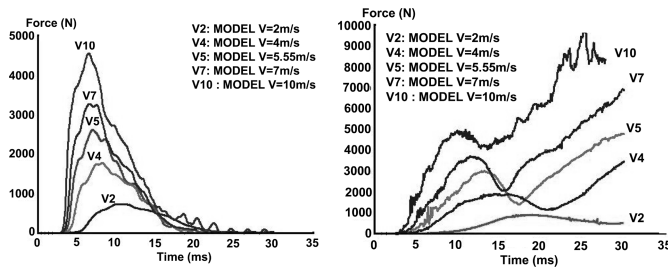 Force (N)
5000
4000
3000
2000
1000
0
0 5 10 15 20 25 30 35
Time (ms)
V10
V7
V5
V4
V2
V2: MODEL V=2m/s
V4: MODEL V=4m/s
V5: MODEL V=5.55m/s
V7: MODEL V=7m/s
V10 : MODEL V=10m/s
Force (N)
10000
9000
8000
7000
6000
5000
4000
3000
2000
1000
0
0 5 10 15 20 25 30 35
Time (ms)
V2: MODEL V=2m/s
V4: MODEL V=4m/s
V5: MODEL V=5.55m/s
V7: MODEL V=7m/s
V10 : MODEL V=10m/s
V10
V7
V5
V4
V2